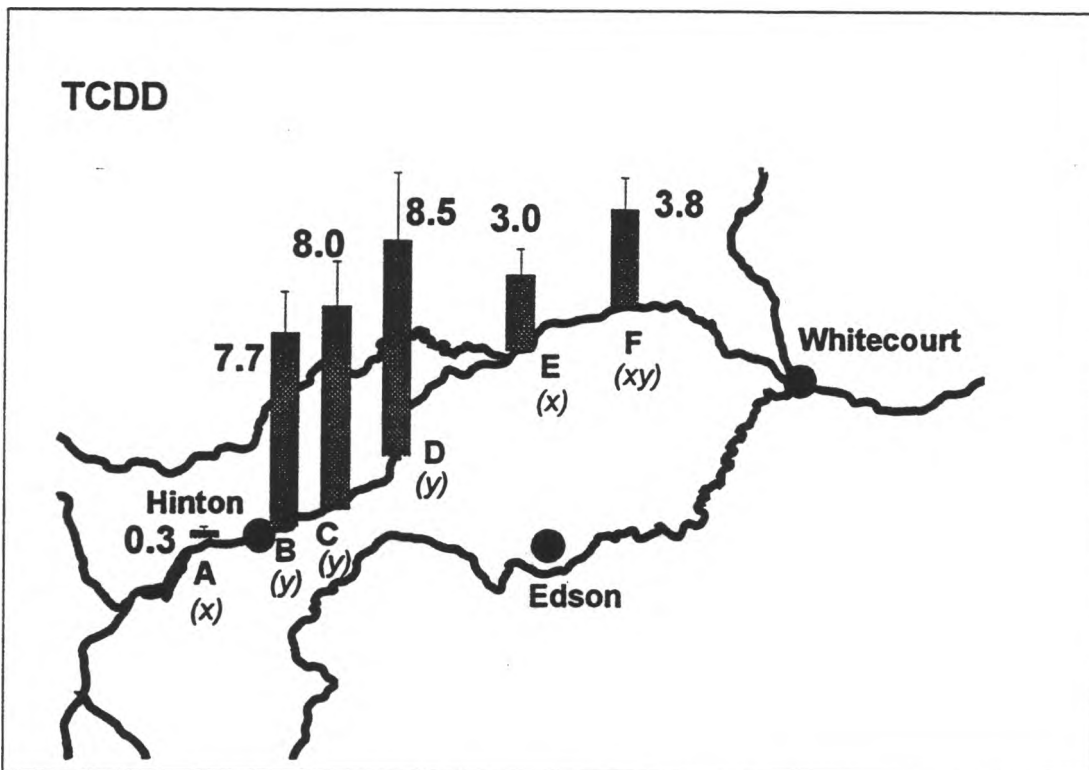 TCDD
8.5
3.0
3.8
8.0
7.7
Whitecourt
E
(x)
F
(xy)
D
(y)
Hinton
0.3
A
(x)
B
(y)
C
(y)
Edson